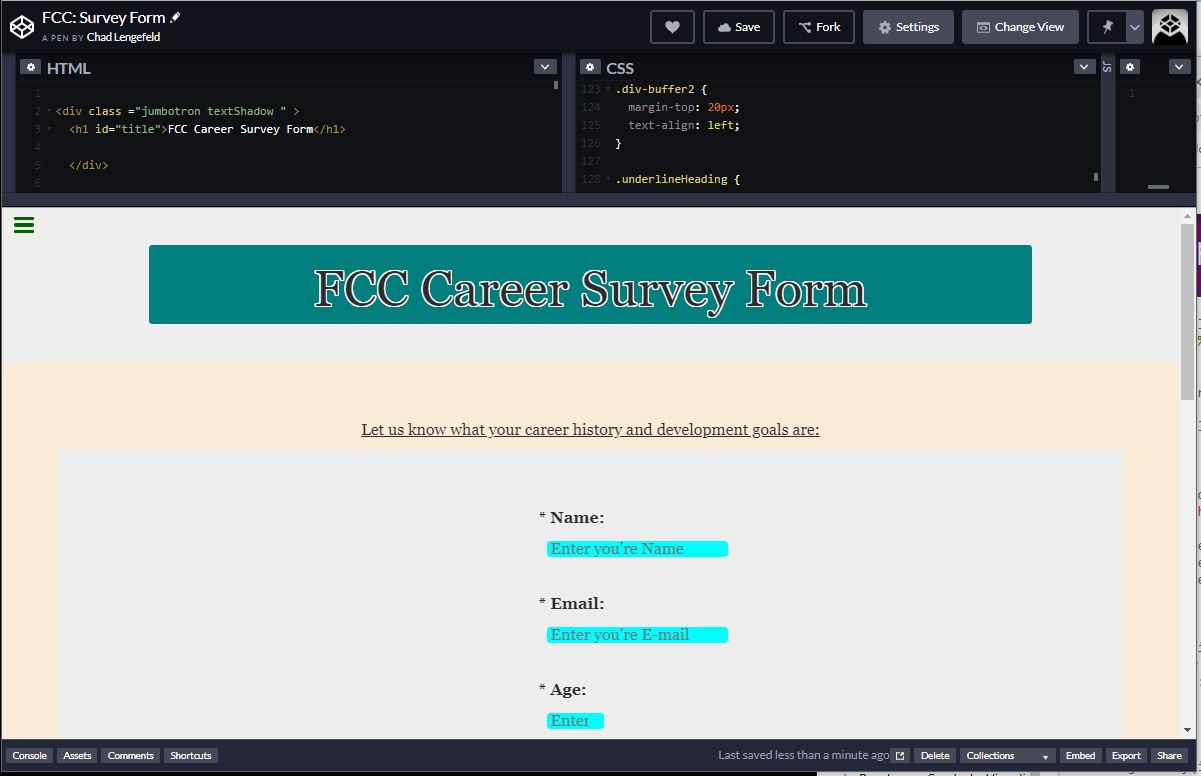 FCC: Survey Form
A PEN BY Chad Lengefeld
Save
Fork
Settings
Change View
HTML
1
2 <div class ="jumbotron textShadow " >
3 <h1 id="title">FCC Career Survey Form</h1>
4
5 </div>
6
CSS
123 .div-buffer2 {
124 margin-top: 20px;
125 text-align: left;
126 }
127
128 .underlineHeading {
JS
1
FCC Career Survey Form
Let us know what your career history and development goals are:
* Name:
Enter you're Name
* Email:
Enter you're E-mail
* Age:
Enter
Console Assets Comments Shortcuts Last saved less than a minute ago Delete Collections Embed Export Share